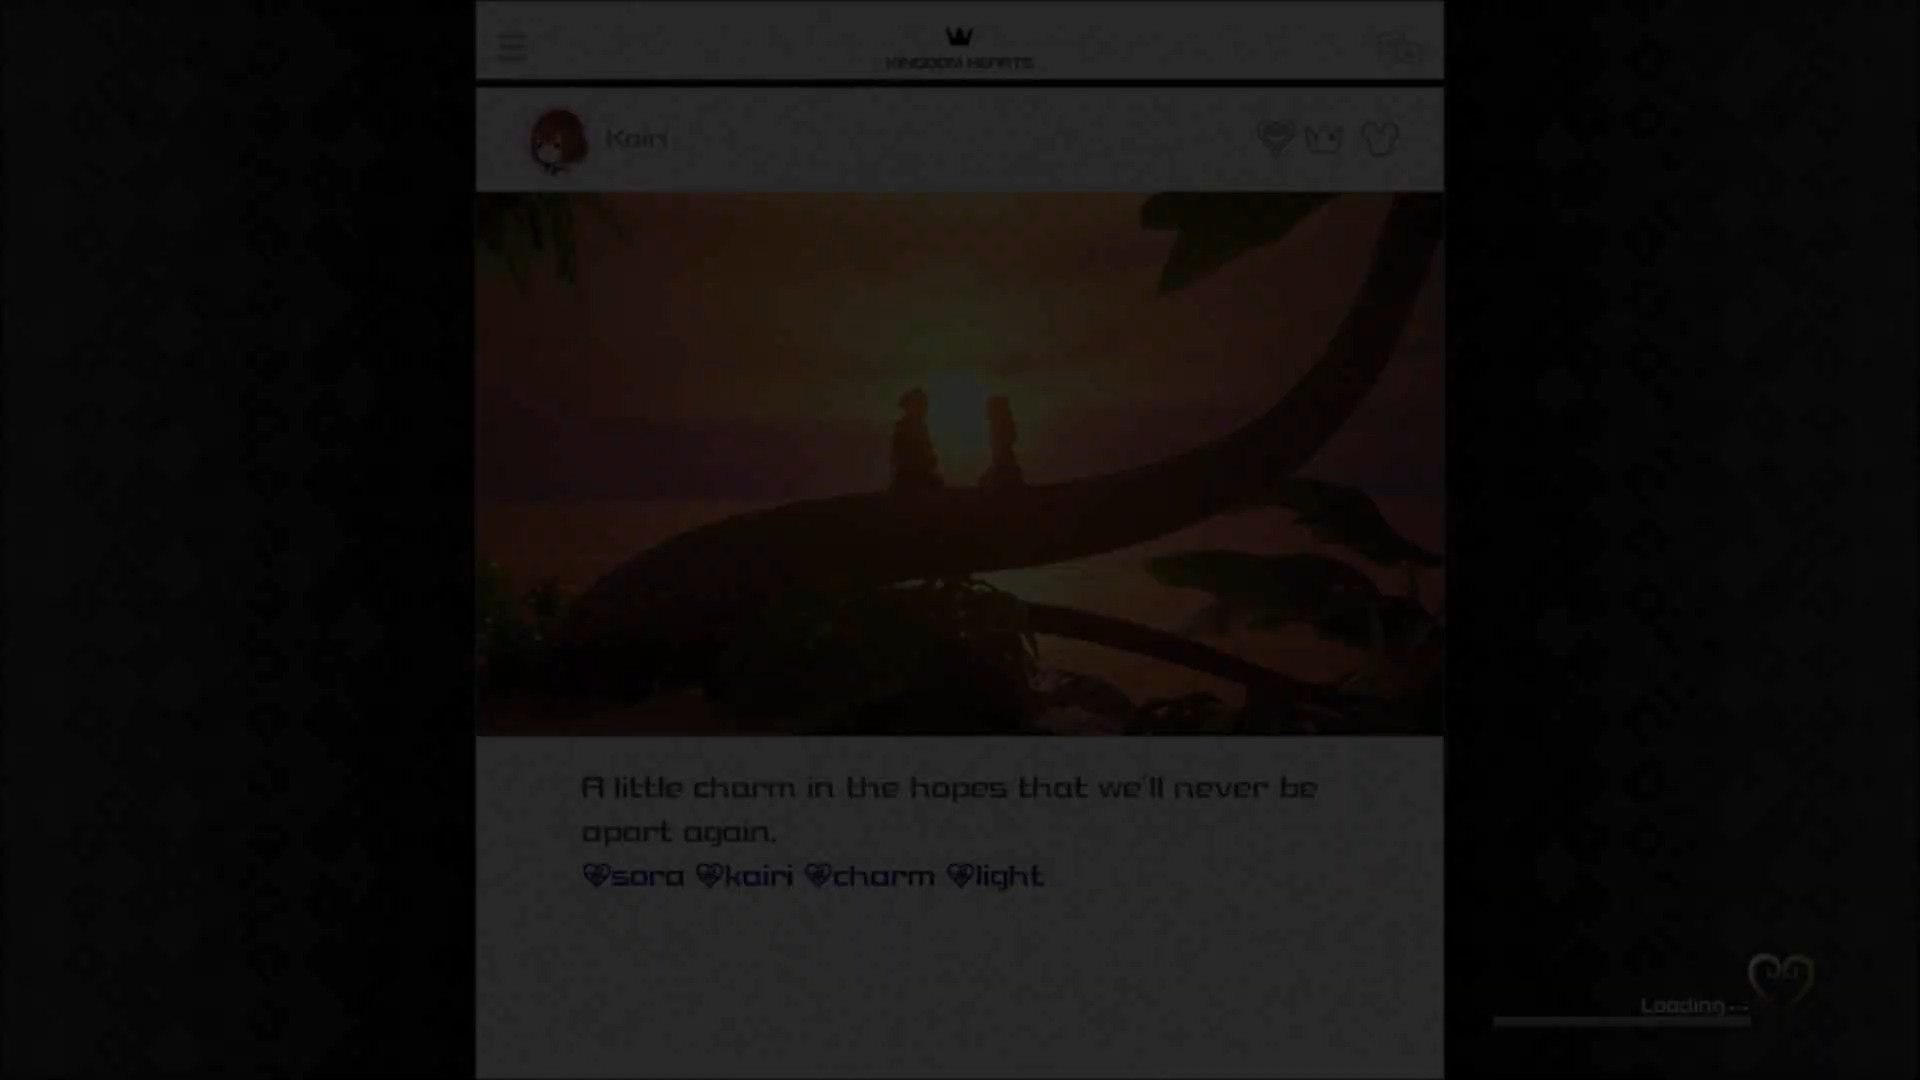 KINGDOM HEARTS
Kairi
A little charm in the hopes that we'll never be
apart again.
sora kairi charm light
Loading...